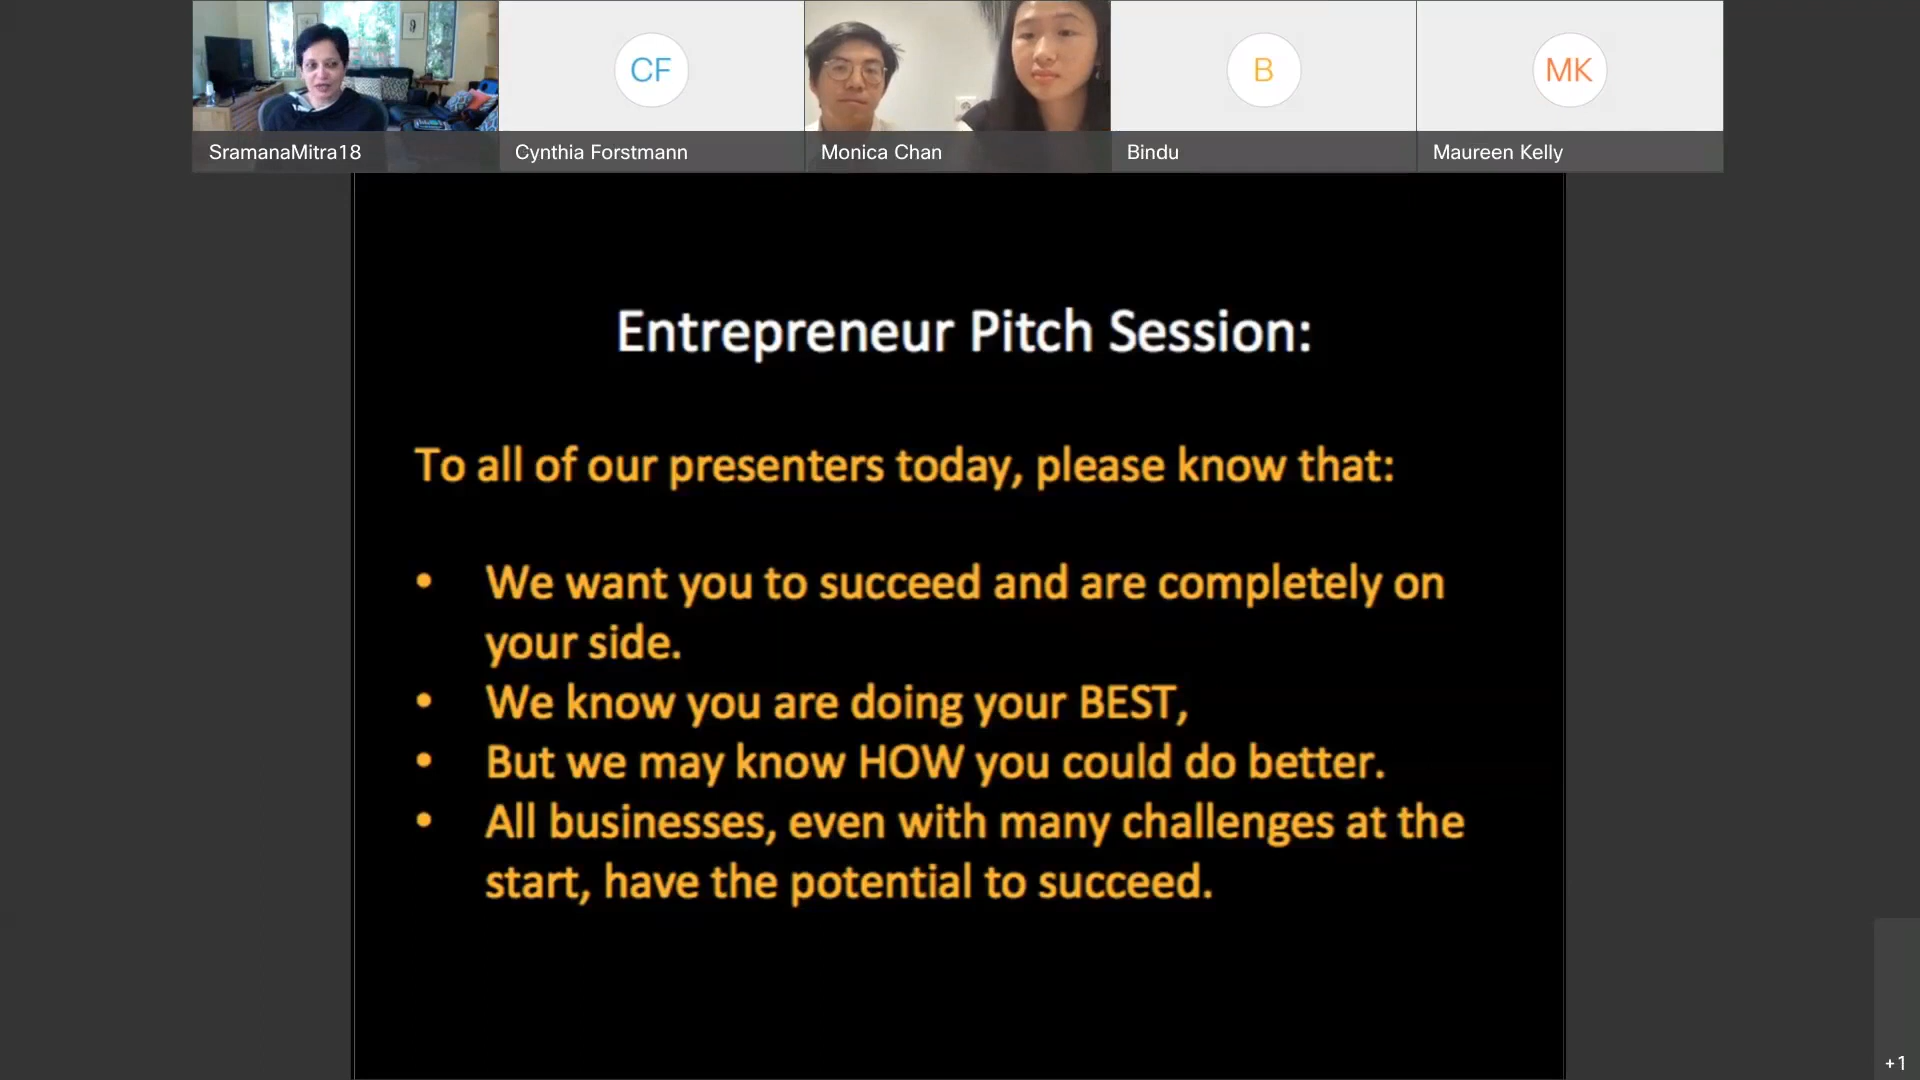 CF
B
MK
SramanaMitra18
Cynthia Forstmann
Monica Chan
Bindu
Maureen Kelly
Entrepreneur Pitch Session:
To all of our presenters today, please know that:
• We want you to succeed and are completely on
your side.
• We know you are doing your BEST,
• But we may know HOW you could do better.
• All businesses, even with many challenges at the
start, have the potential to succeed.
+1